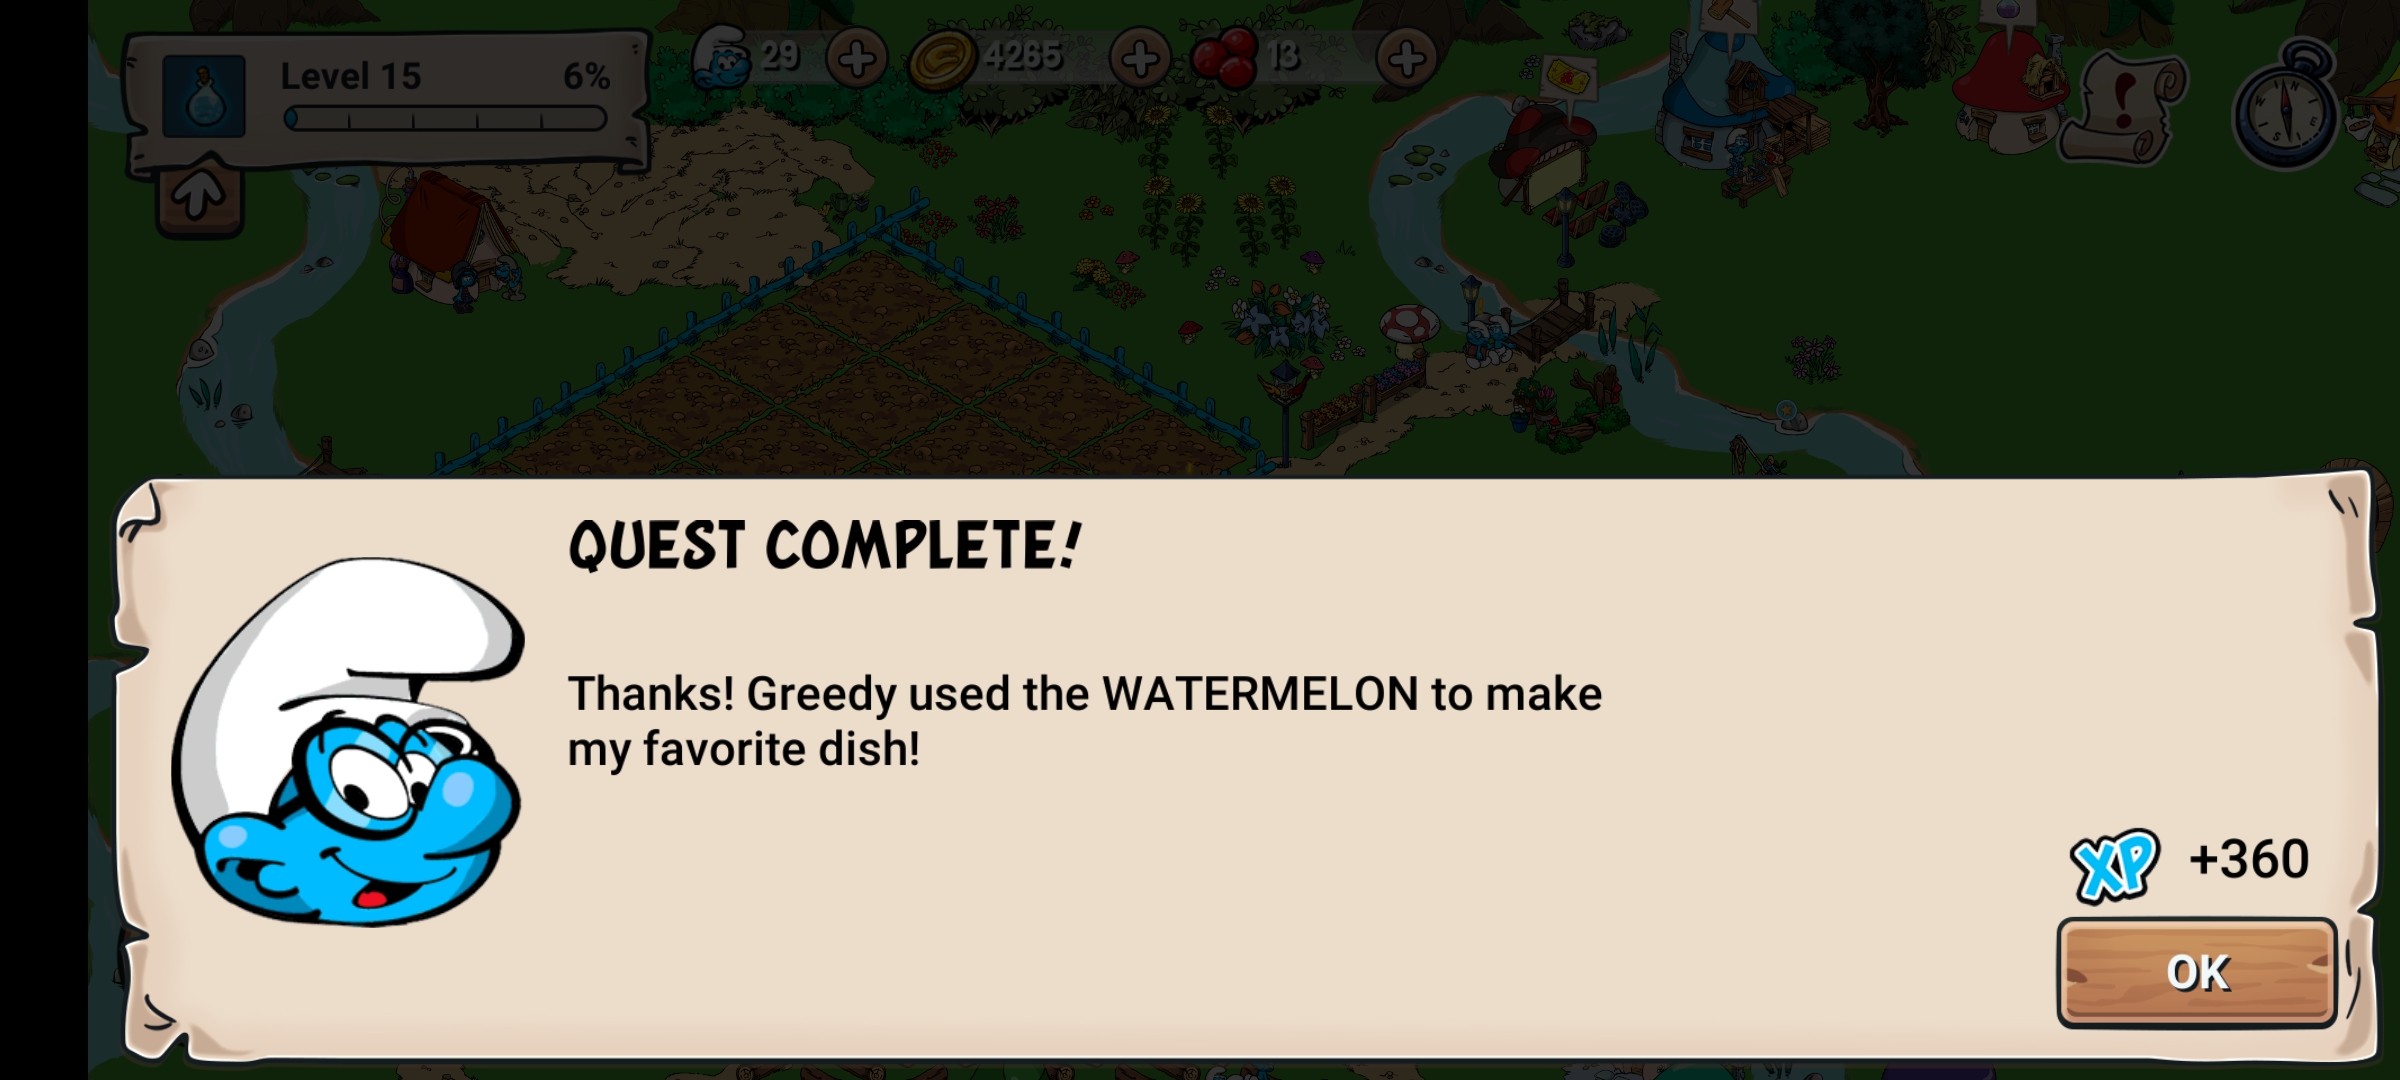 Level 15 6%
29
4265
13
QUEST COMPLETE!
Thanks! Greedy used the WATERMELON to make
my favorite dish!
XP +360
OK